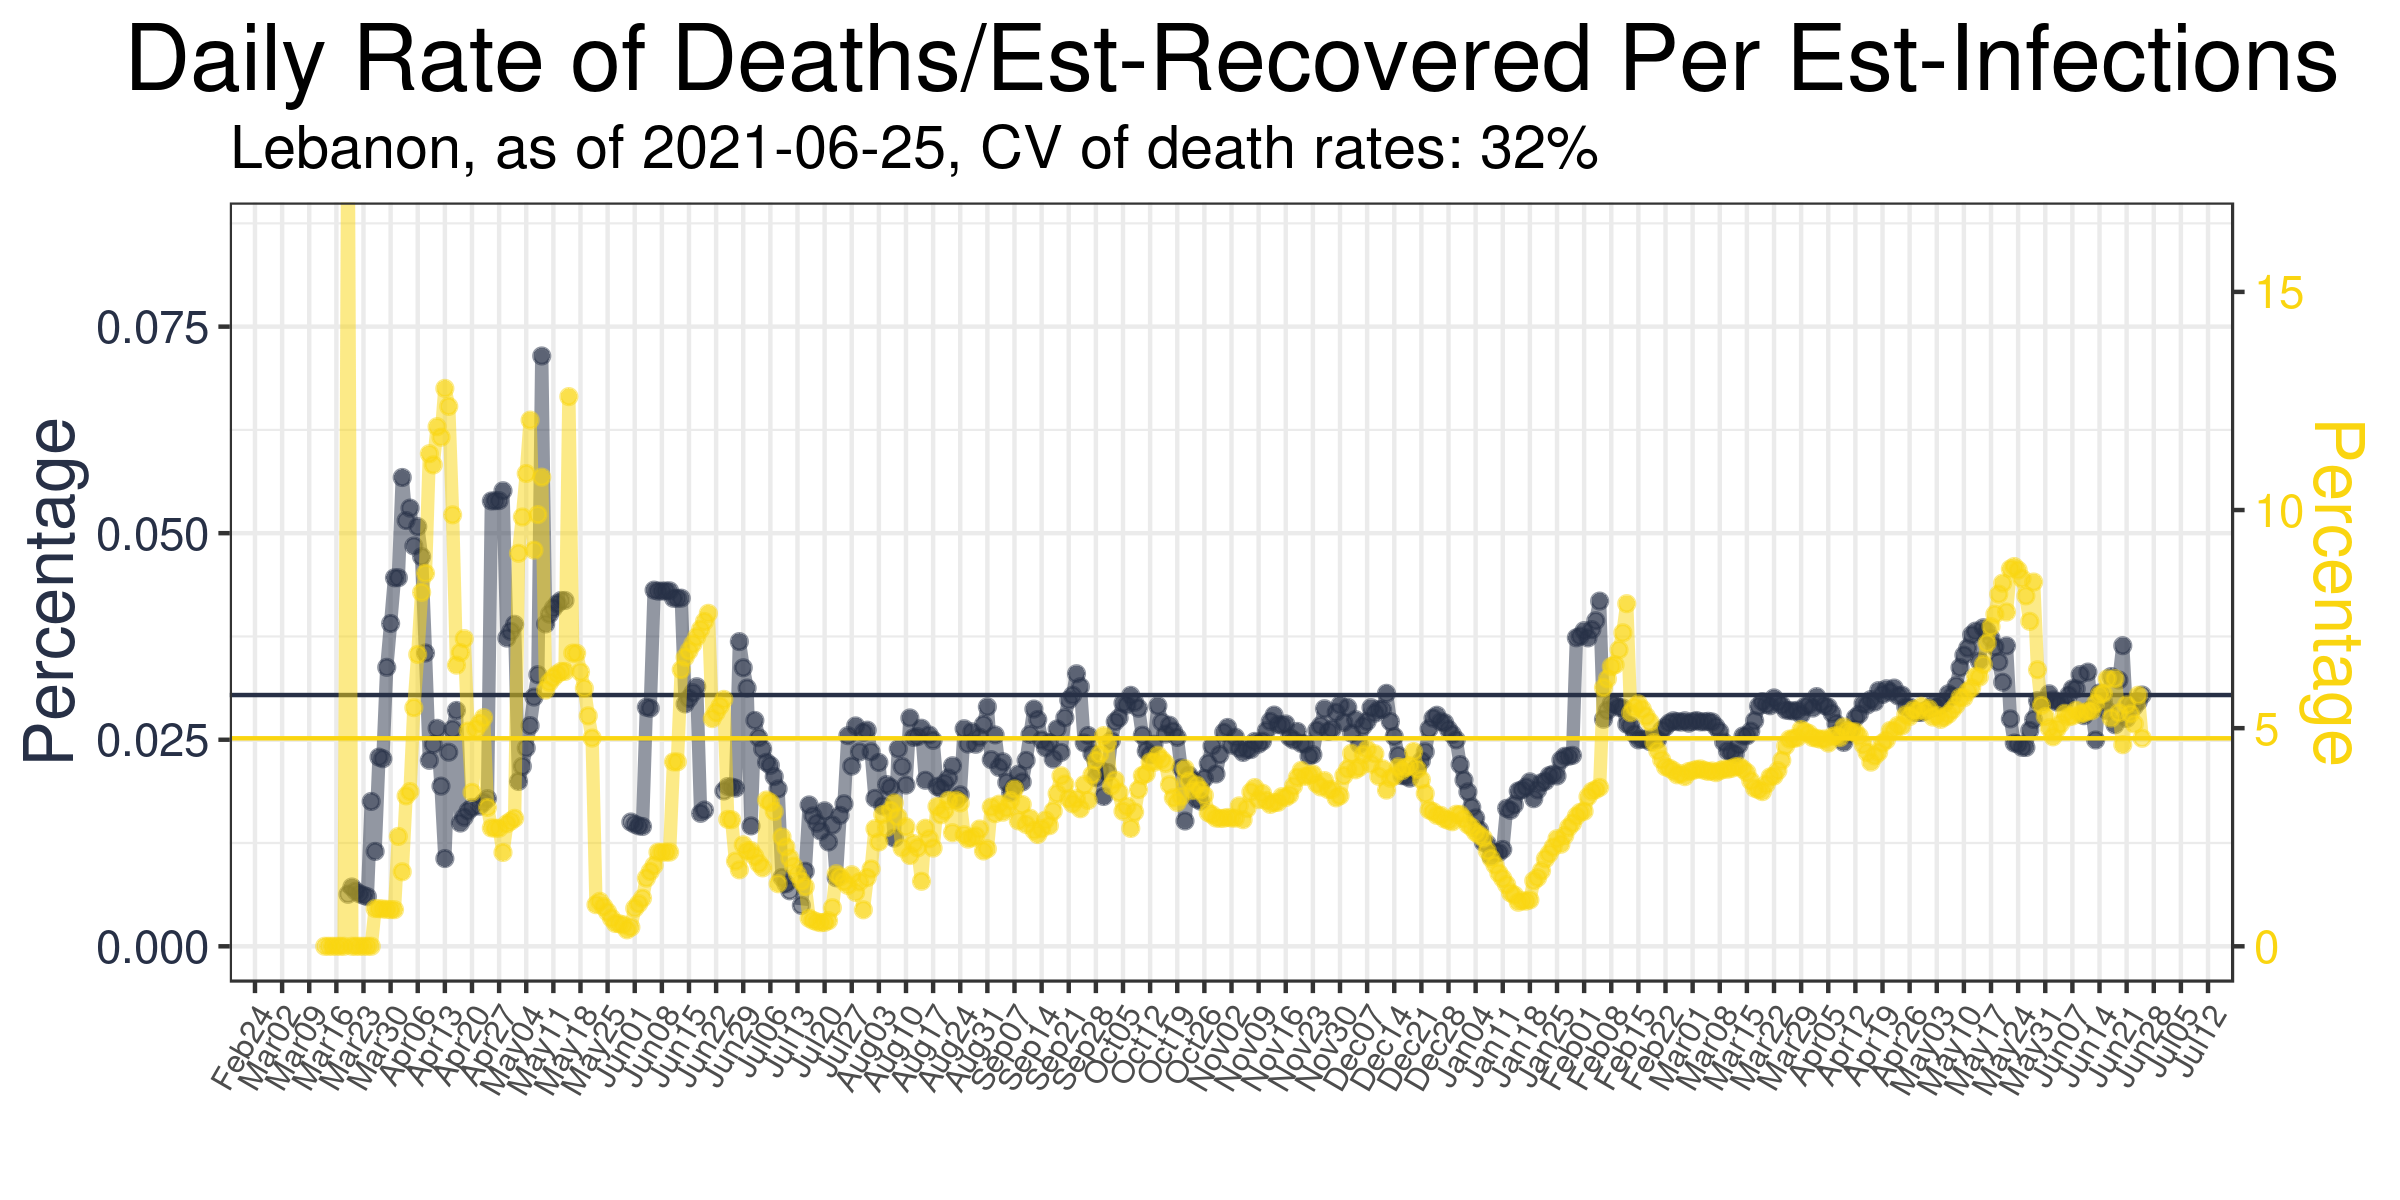 Daily Rate of Deaths/Est-Recovered Per Est-Infections
Lebanon, as of 2021-06-25, CV of death rates: 32%
Percentage
0.075
0.050
0.025
0.000
15
10
5
0
Percentage
Feb24
Mar02
Mar09
Mar16
Mar23
Mar30
Apr06
Apr13
Apr20
Apr27
May04
May11
May18
May25
Jun01
Jun08
Jun15
Jun22
Jun29
Jul06
Jul13
Jul20
Jul27
Aug03
Aug10
Aug17
Aug24
Aug31
Sep07
Sep14
Sep21
Sep28
Oct05
Oct12
Oct19
Oct26
Nov02
Nov09
Nov16
Nov23
Nov30
Dec07
Dec14
Dec21
Dec28
Jan04
Jan11
Jan18
Jan25
Feb01
Feb08
Feb15
Feb22
Mar01
Mar08
Mar15
Mar22
Mar29
Apr05
Apr12
Apr19
Apr26
May03
May10
May17
May24
May31
Jun07
Jun14
Jun21
Jun28
Jul05
Jul12